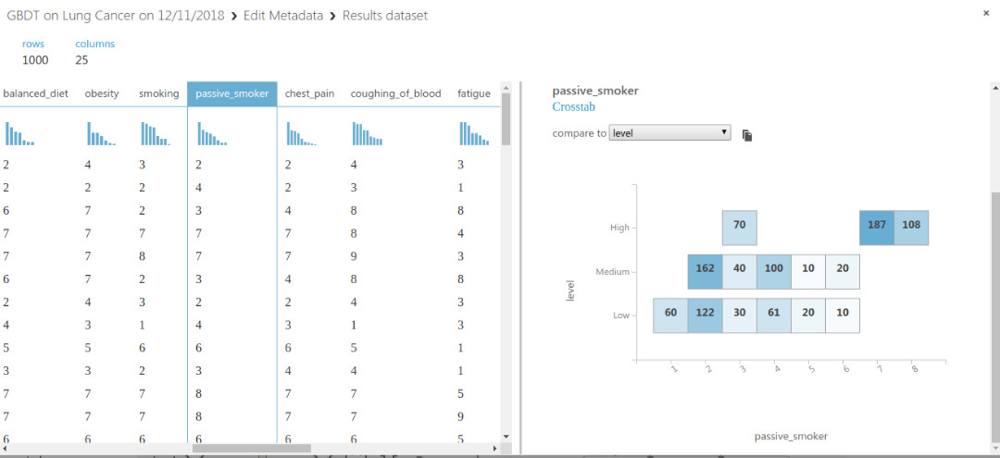 GBDT on Lung Cancer on 12/11/2018 › Edit Metadata › Results dataset
×
rows columns
1000 25
balanced_diet obesity smoking passive_smoker chest_pain coughing_of_blood fatigue
2 4 3 2 2 4 3
2 2 2 4 2 3 1
6 7 2 3 4 8 8
7 7 7 7 7 8 4
7 7 8 7 7 9 3
6 7 2 3 4 8 8
2 4 3 2 2 4 3
4 3 1 4 3 1 3
5 5 6 6 6 5 1
3 3 2 3 4 4 1
7 7 7 8 7 7 5
7 7 7 8 7 7 9
6 6 6 6 6 6 5
passive_smoker
Crosstab
compare to level
High 70 187 108
Medium 162 40 100 10 20
Low 60 122 30 61 20 10
level
1 2 3 4 5 6 7 8
passive_smoker